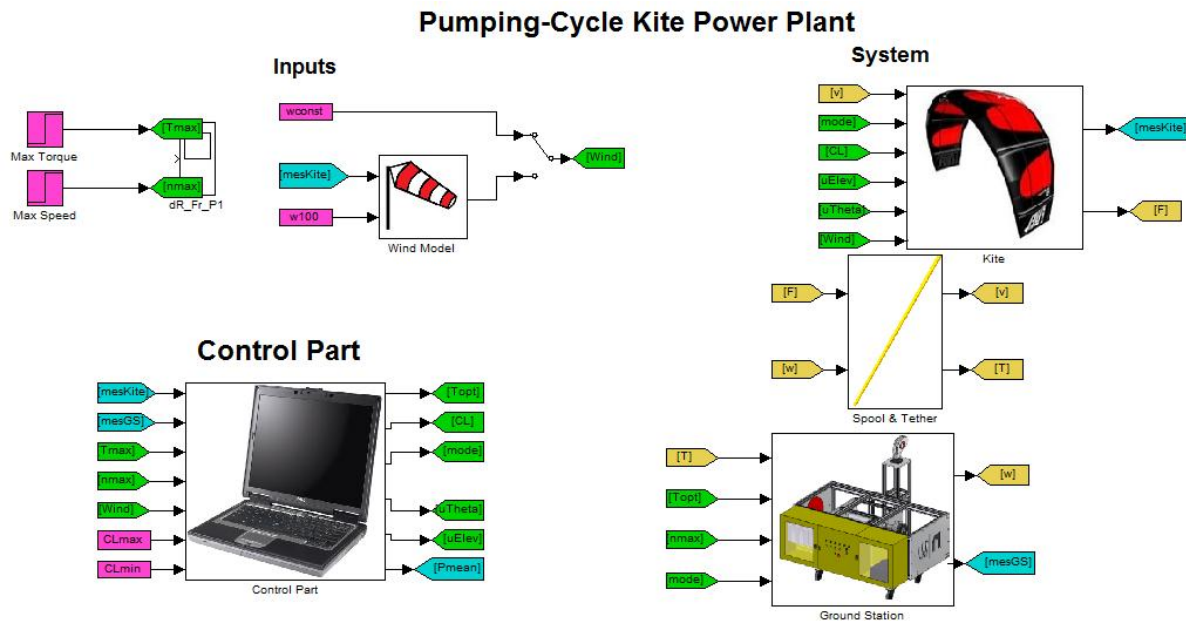 Pumping-Cycle Kite Power Plant
Inputs
Max Torque
Max Speed
[Tmax]
[nmax]
dR_Fr_P1
wconst
[mesKite]
w100
Wind Model
[Wind]
System
[v]
mode]
[CL]
uElev]
uTheta]
[Wind]
[mesKite]
[F]
Kite
[F]
[w]
[v]
[T]
Spool & Tether
[T]
[Topt]
[nmax]
mode]
[w]
[mesGS]
Ground Station
Control Part
[mesKite]
[mesGS]
Tmax]
[nmax]
[Wind]
CLmax
CLmin
[Topt]
[CL]
[mode]
uTheta]
[uElev]
[Pmean]
Control Part